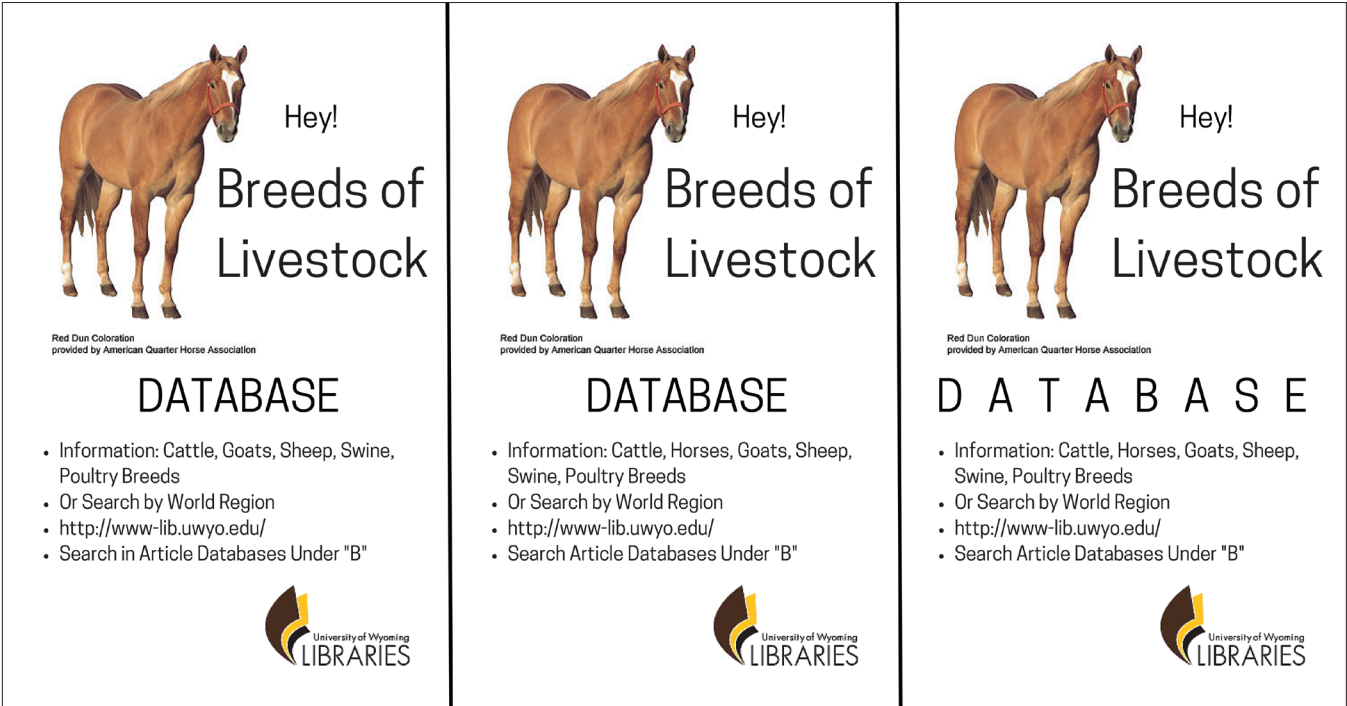 Hey!
Breeds of
Livestock
Red Dun Coloration
provided by American Quarter Horse Association
DATABASE
• Information: Cattle, Goats, Sheep, Swine,
Poultry Breeds
• Or Search by World Region
• http://www-lib.uwyo.edu/
• Search in Article Databases Under "B"
University of Wyoming
LIBRARIES
Hey!
Breeds of
Livestock
Red Dun Coloration
provided by American Quarter Horse Association
DATABASE
• Information: Cattle, Horses, Goats, Sheep,
Swine, Poultry Breeds
• Or Search by World Region
• http://www-lib.uwyo.edu/
• Search Article Databases Under "B"
University of Wyoming
LIBRARIES
Hey!
Breeds of
Livestock
Red Dun Coloration
provided by American Quarter Horse Association
D A T A B A S E
• Information: Cattle, Horses, Goats, Sheep,
Swine, Poultry Breeds
• Or Search by World Region
• http://www-lib.uwyo.edu/
• Search Article Databases Under "B"
University of Wyoming
LIBRARIES